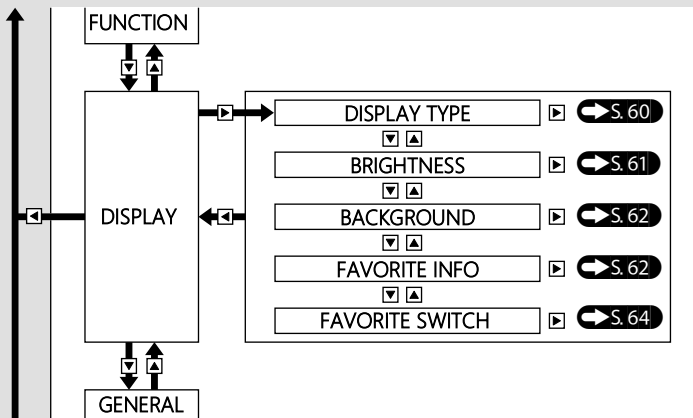 FUNCTION
DISPLAY
DISPLAY TYPE S. 60
BRIGHTNESS S. 61
BACKGROUND S. 62
FAVORITE INFO S. 62
FAVORITE SWITCH S. 64
GENERAL